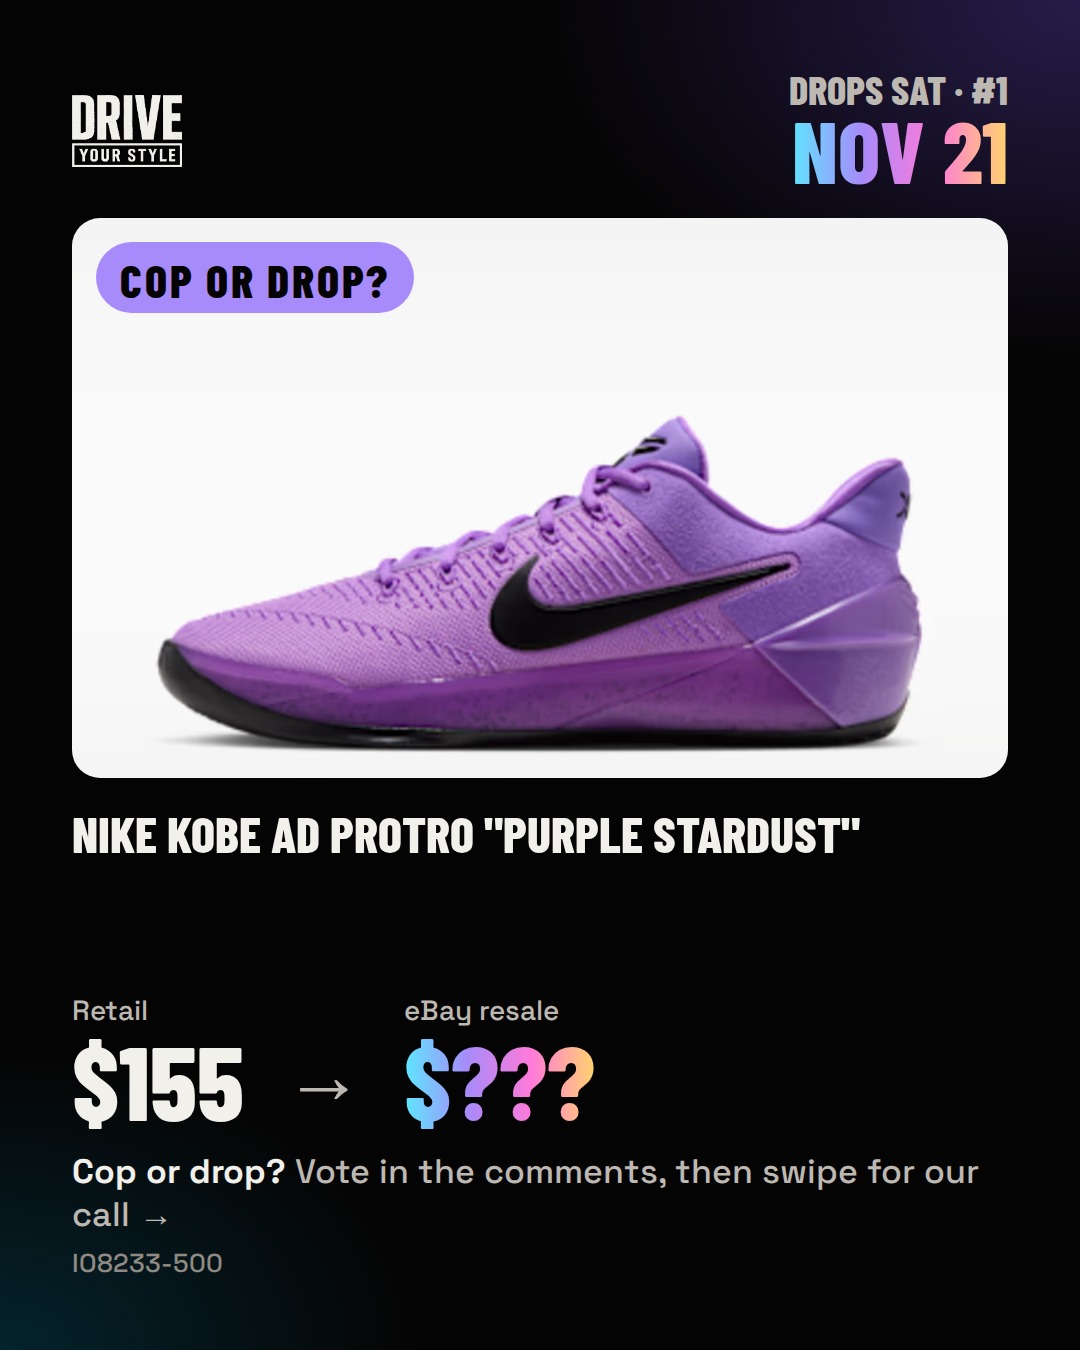 DRIVE
YOUR STYLE
DROPS SAT · #1
NOV 21
COP OR DROP?
NIKE KOBE AD PROTRO "PURPLE STARDUST"
Retail
eBay resale
$155
→
$???
Cop or drop? Vote in the comments, then swipe for our
call →
IO8233-500